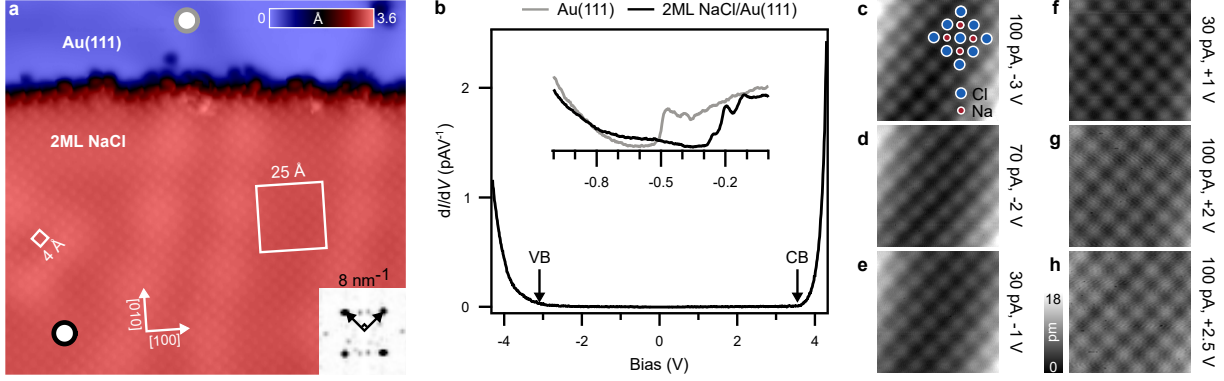 a
0 Å 3.6
Au(111)
2ML NaCl
25 Å
4 Å
[010]
[100]
8 nm-1
b
Au(111) 2ML NaCl/Au(111)
dI/dV (pAV-1)
2
1
0
-0.8 -0.5 -0.2
VB CB
-4 -2 0 2 4
Bias (V)
c
Cl
Na
100 pA, -3 V
d
70 pA, -2 V
e
30 pA, -1 V
f
30 pA, +1 V
g
100 pA, +2 V
h
18
pm
0
100 pA, +2.5 V